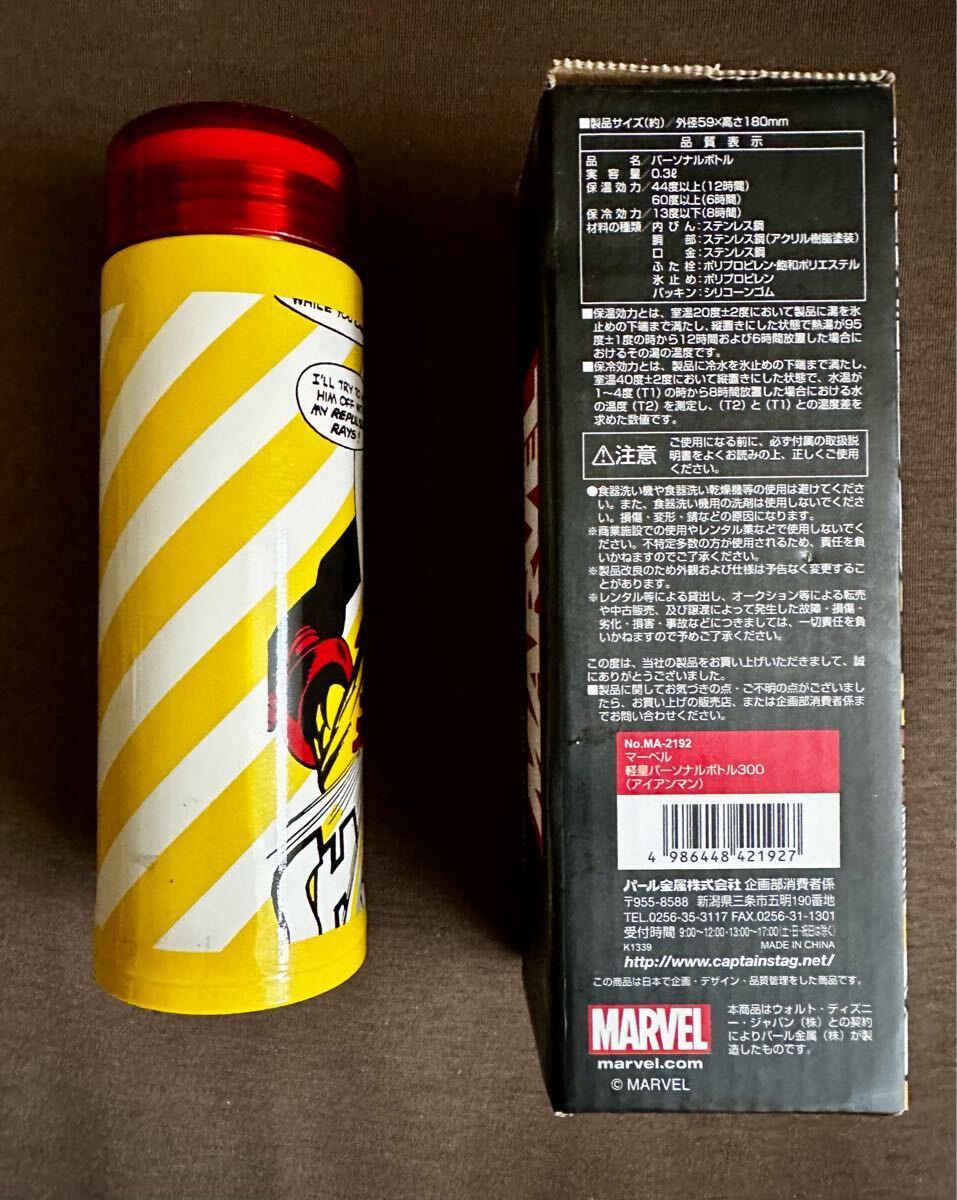 WHILE YOU
I'LL TRY TO
HIM OFF
MY
RAYS!
■製品サイズ(約)/外径59×高さ180mm
品質表示
品名/パーソナルボトル
実容量/0.3ℓ
保温効力/44度以上(12時間)
60度以上(6時間)
保冷効力/13度以下(8時間)
材料の種類/内びん:ステンレス鋼
胴部:ステンレス鋼(アクリル樹脂塗装)
口金:ステンレス鋼
ふた栓:ポリプロピレン・飽和ポリエステル
氷止め:ポリプロピレン
パッキン:シリコーンゴム
■保温効力とは、室温20度±2度において製品に湯を氷
止めの下端まで満たし、縦置きにした状態で熱湯が95
度±1度の時から12時間および6時間放置した場合に
おけるその湯の温度です。
■保冷効力とは、製品に冷水を氷止めの下端まで満たし、
室温40度±2度において縦置きにした状態で、水温が
1〜4度(T1)の時から8時間放置した場合における水
の温度(T2)を測定し、(T2)と(T1)との温度差を
求めた数値です。
⚠注意
ご使用になる前に、必ず付属の取扱説
明書をよくお読みの上、正しくご使用
ください。
●食器洗い機や食器洗い乾燥機等の使用は避けてくださ
い。また、食器洗い機用の洗剤は使用しないでくださ
い。損傷・変形・錆などの原因になります。
※商業施設での使用やレンタル業などで使用しないでく
ださい。不特定多数の方が使用されるため、責任を負
いかねますのでご了承ください。
※製品改良のため外観および仕様は予告なく変更するこ
とがあります。
※レンタル等による貸出し、オークション等による転売
や中古販売、及び譲渡によって発生した故障・損傷・
劣化・損害・事故などにつきましては、一切責任を負
いかねますので予めご了承ください。
この度は、当社の製品をお買い上げいただきまして、誠
にありがとうございました。
■製品に関してお気づきの点・ご不明の点がございまし
たら、お買い上げの販売店、または企画部消費者係ま
でお問い合わせください。
No.MA-2192
マーベル
軽量パーソナルボトル300
(アイアンマン)
4 986448 421927
パール金属株式会社 企画部消費者係
〒955-8588 新潟県三条市五明190番地
TEL.0256-35-3117 FAX.0256-31-1301
受付時間 9:00〜12:00・13:00〜17:00(土・日・祝日は除く)
K1339 MADE IN CHINA
http://www.captainstag.net/
この商品は日本で企画・デザイン・品質管理をした商品です。
MARVEL
marvel.com
© MARVEL
本商品はウォルト・ディズニ
ー・ジャパン(株)との契約
によりパール金属(株)が製
造したものです。
MARVEL